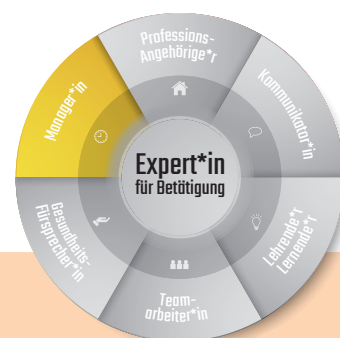 Professions-
Angehörige*r
Manager*in
Kommunikator*in
Expert*in
für Betätigung
Gesundheits-
Fürsprecher*in
Lehrende*r
Lernende*r
Team-
arbeiter*in